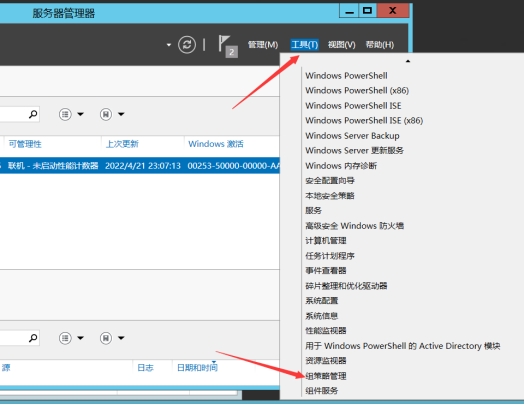 服务器管理器
管理(M) 工具(T) 视图(V) 帮助(H)
2
Windows PowerShell
Windows PowerShell (x86)
Windows PowerShell ISE
Windows PowerShell ISE (x86)
Windows Server Backup
Windows Server 更新服务
Windows 内存诊断
安全配置向导
本地安全策略
服务
高级安全 Windows 防火墙
计算机管理
任务计划程序
事件查看器
碎片整理和优化驱动器
系统配置
系统信息
性能监视器
用于 Windows PowerShell 的 Active Directory 模块
资源监视器
组策略管理
组件服务
可管理性 上次更新 Windows 激活
联机 - 未启动性能计数器 2022/4/21 23:07:13 00253-50000-00000-AA
源 日志 日期和时间